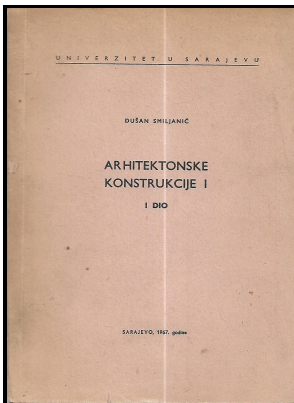 UNIVERZITET U SARAJEVU
DUŠAN SMILJANIĆ
ARHITEKTONSKE
KONSTRUKCIJE I
I DIO
SARAJEVO, 1967. godine